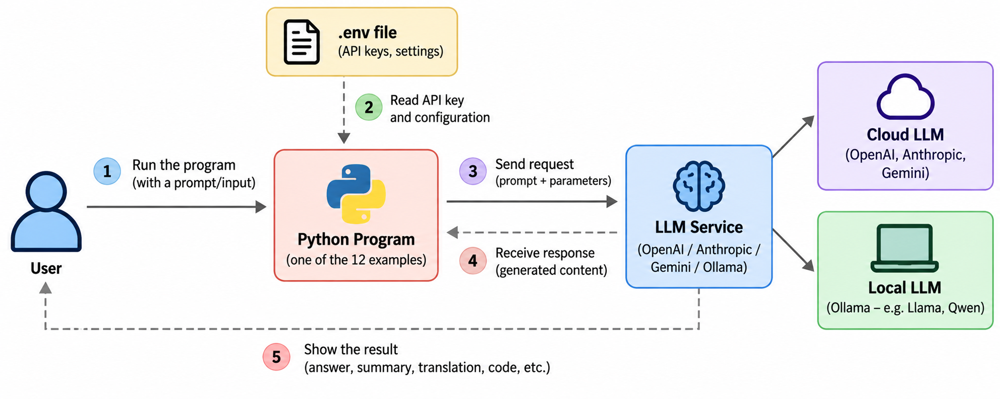 .env file
(API keys, settings)
2
Read API key
and configuration
1
Run the program
(with a prompt/input)
User
Python Program
(one of the 12 examples)
3
Send request
(prompt + parameters)
4
Receive response
(generated content)
LLM Service
(OpenAI / Anthropic /
Gemini / Ollama)
Cloud LLM
(OpenAI, Anthropic,
Gemini)
Local LLM
(Ollama – e.g. Llama, Qwen)
5
Show the result
(answer, summary, translation, code, etc.)